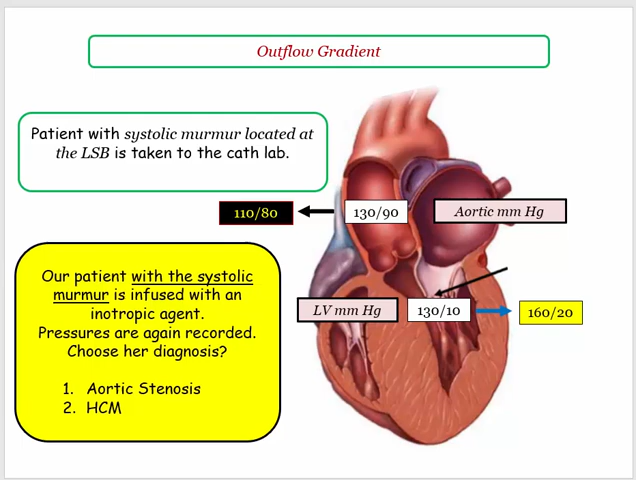 Outflow Gradient
Patient with systolic murmur located at
the LSB is taken to the cath lab.
110/80
130/90
Aortic mm Hg
Our patient with the systolic
murmur is infused with an
inotropic agent.
Pressures are again recorded.
Choose her diagnosis?
1. Aortic Stenosis
2. HCM
LV mm Hg
130/10
160/20